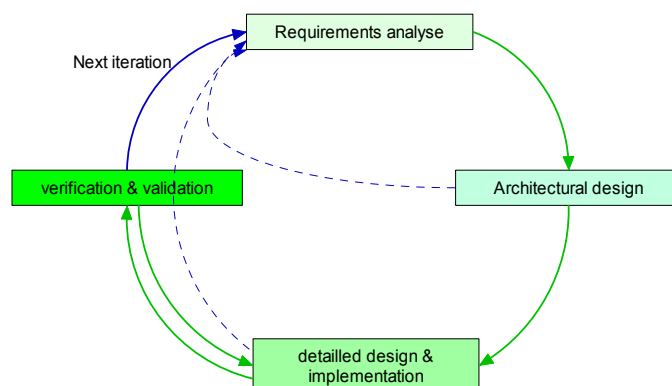 Requirements analyse
Next iteration
verification & validation
Architectural design
detailled design &
implementation